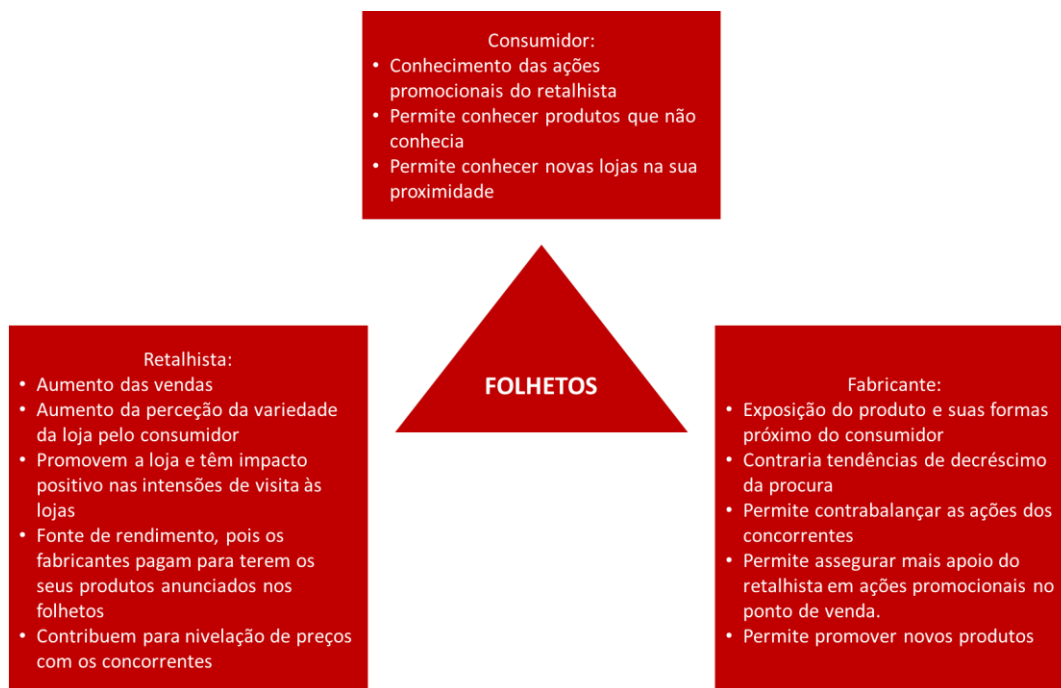 Consumidor:
• Conhecimento das ações
promocionais do retalhista
• Permite conhecer produtos que não
conhecia
• Permite conhecer novas lojas na sua
proximidade
FOLHETOS
Retalhista:
• Aumento das vendas
• Aumento da perceção da variedade
da loja pelo consumidor
• Promovem a loja e têm impacto
positivo nas intensões de visita às
lojas
• Fonte de rendimento, pois os
fabricantes pagam para terem os
seus produtos anunciados nos
folhetos
• Contribuem para nivelação de preços
com os concorrentes
Fabricante:
• Exposição do produto e suas formas
próximo do consumidor
• Contraria tendências de decréscimo
da procura
• Permite contrabalançar as ações dos
concorrentes
• Permite assegurar mais apoio do
retalhista em ações promocionais no
ponto de venda.
• Permite promover novos produtos